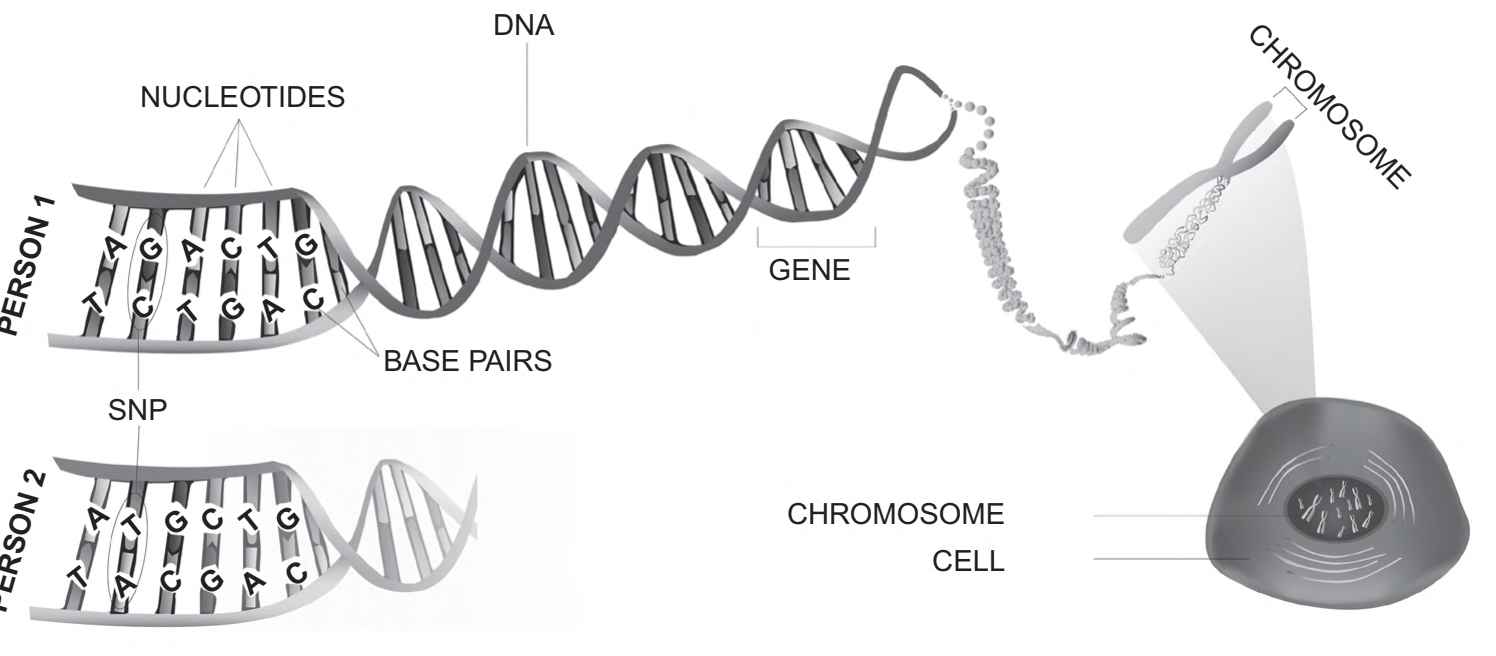 DNA
CHROMOSOME
NUCLEOTIDES
PERSON 1
A G A C T G
T C T G A C
GENE
BASE PAIRS
SNP
PERSON 2
A T G C T G
T A C G A C
CHROMOSOME
CELL